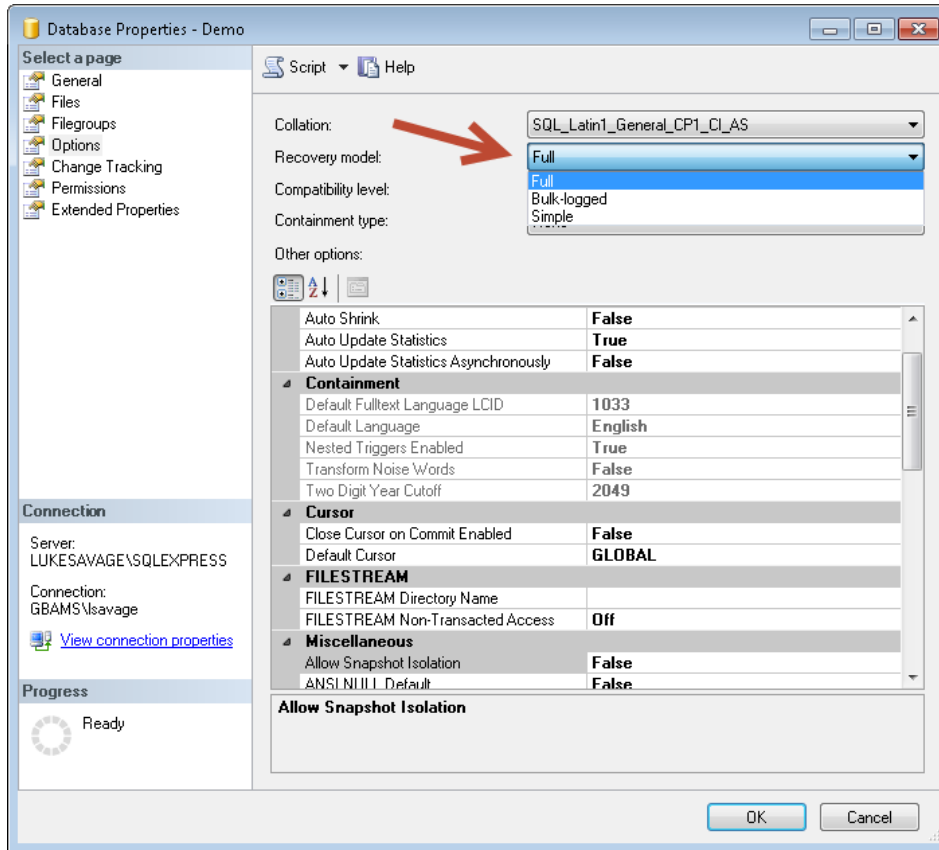 Database Properties - Demo
Select a page
General
Files
Filegroups
Options
Change Tracking
Permissions
Extended Properties
Script Help
Collation: SQL_Latin1_General_CP1_CI_AS
Recovery model: Full
Full
Compatibility level:
Bulk-logged
Containment type:
Simple
Other options:
Auto Shrink False
Auto Update Statistics True
Auto Update Statistics Asynchronously False
Containment
Default Fulltext Language LCID 1033
Default Language English
Nested Triggers Enabled True
Transform Noise Words False
Two Digit Year Cutoff 2049
Cursor
Close Cursor on Commit Enabled False
Default Cursor GLOBAL
FILESTREAM
FILESTREAM Directory Name
FILESTREAM Non-Transacted Access Off
Miscellaneous
Allow Snapshot Isolation False
ANSI NULL Default False
Allow Snapshot Isolation
Connection
Server:
LUKESAVAGE\SQLEXPRESS
Connection:
GBAMS\lsavage
View connection properties
Progress
Ready
OK Cancel